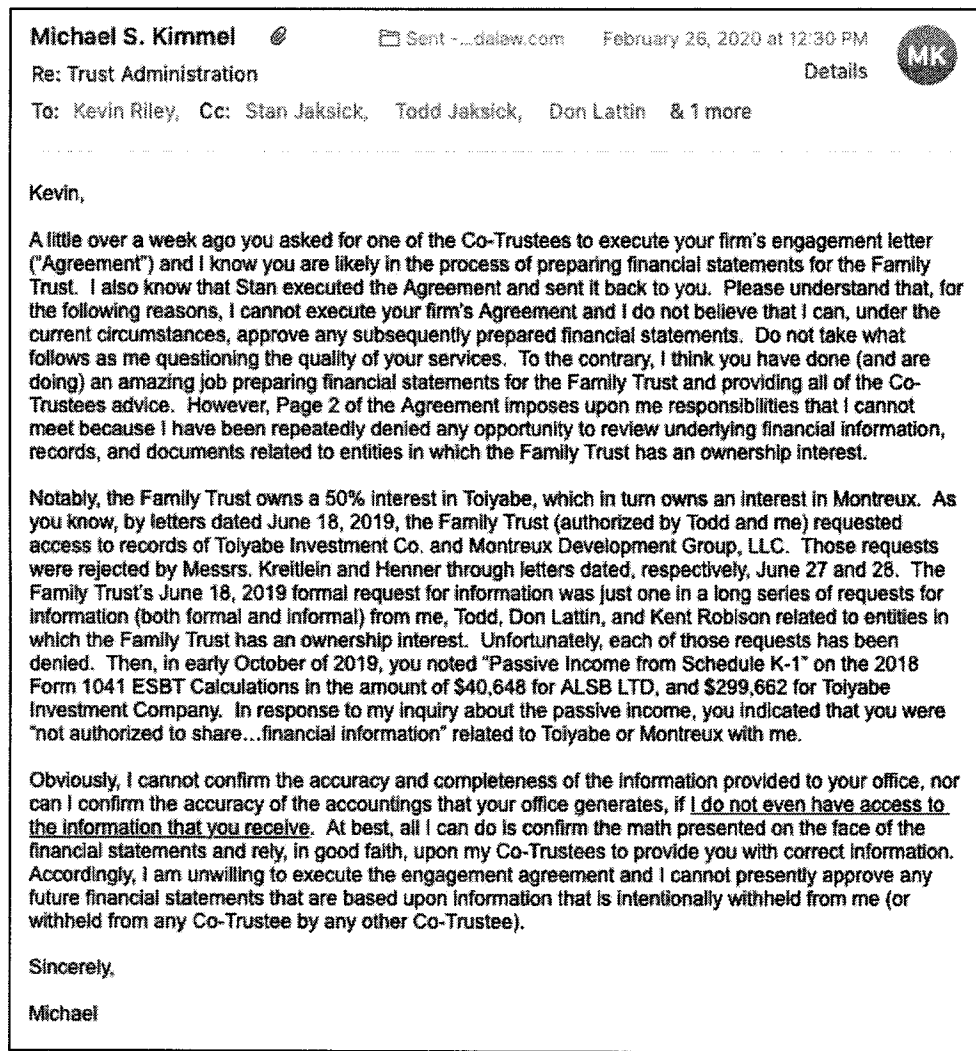 Michael S. Kimmel Sent -...dalaw.com February 26, 2020 at 12:30 PM
MK
Re: Trust Administration Details
To: Kevin Riley, Cc: Stan Jaksick, Todd Jaksick, Don Lattin & 1 more
Kevin,
A little over a week ago you asked for one of the Co-Trustees to execute your firm's engagement letter
("Agreement") and I know you are likely in the process of preparing financial statements for the Family
Trust. I also know that Stan executed the Agreement and sent it back to you. Please understand that, for
the following reasons, I cannot execute your firm's Agreement and I do not believe that I can, under the
current circumstances, approve any subsequently prepared financial statements. Do not take what
follows as me questioning the quality of your services. To the contrary, I think you have done (and are
doing) an amazing job preparing financial statements for the Family Trust and providing all of the Co-
Trustees advice. However, Page 2 of the Agreement imposes upon me responsibilities that I cannot
meet because I have been repeatedly denied any opportunity to review underlying financial information,
records, and documents related to entities in which the Family Trust has an ownership interest.
Notably, the Family Trust owns a 50% interest in Toiyabe, which in turn owns an interest in Montreux. As
you know, by letters dated June 18, 2019, the Family Trust (authorized by Todd and me) requested
access to records of Toiyabe Investment Co. and Montreux Development Group, LLC. Those requests
were rejected by Messrs. Kreitlein and Henner through letters dated, respectively, June 27 and 28. The
Family Trust's June 18, 2019 formal request for information was just one in a long series of requests for
information (both formal and informal) from me, Todd, Don Lattin, and Kent Robison related to entities in
which the Family Trust has an ownership interest. Unfortunately, each of those requests has been
denied. Then, in early October of 2019, you noted "Passive Income from Schedule K-1" on the 2018
Form 1041 ESBT Calculations in the amount of $40,648 for ALSB LTD, and $299,662 for Toiyabe
Investment Company. In response to my inquiry about the passive income, you indicated that you were
"not authorized to share...financial information" related to Toiyabe or Montreux with me.
Obviously, I cannot confirm the accuracy and completeness of the information provided to your office, nor
can I confirm the accuracy of the accountings that your office generates, if I do not even have access to
the information that you receive. At best, all I can do is confirm the math presented on the face of the
financial statements and rely, in good faith, upon my Co-Trustees to provide you with correct information.
Accordingly, I am unwilling to execute the engagement agreement and I cannot presently approve any
future financial statements that are based upon information that is intentionally withheld from me (or
withheld from any Co-Trustee by any other Co-Trustee).
Sincerely,
Michael